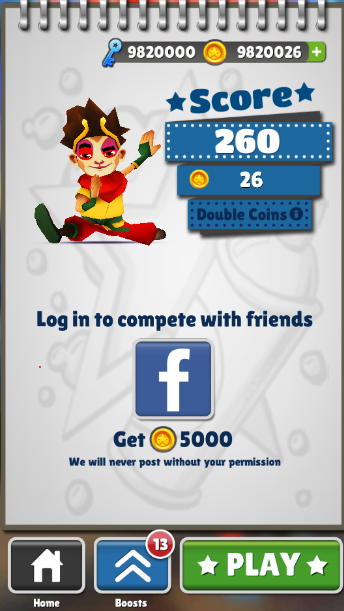 9820000 9820026 +
Score
260
26
Double Coins
Log in to compete with friends
f
Get 5000
We will never post without your permission
13
PLAY
Home Boosts